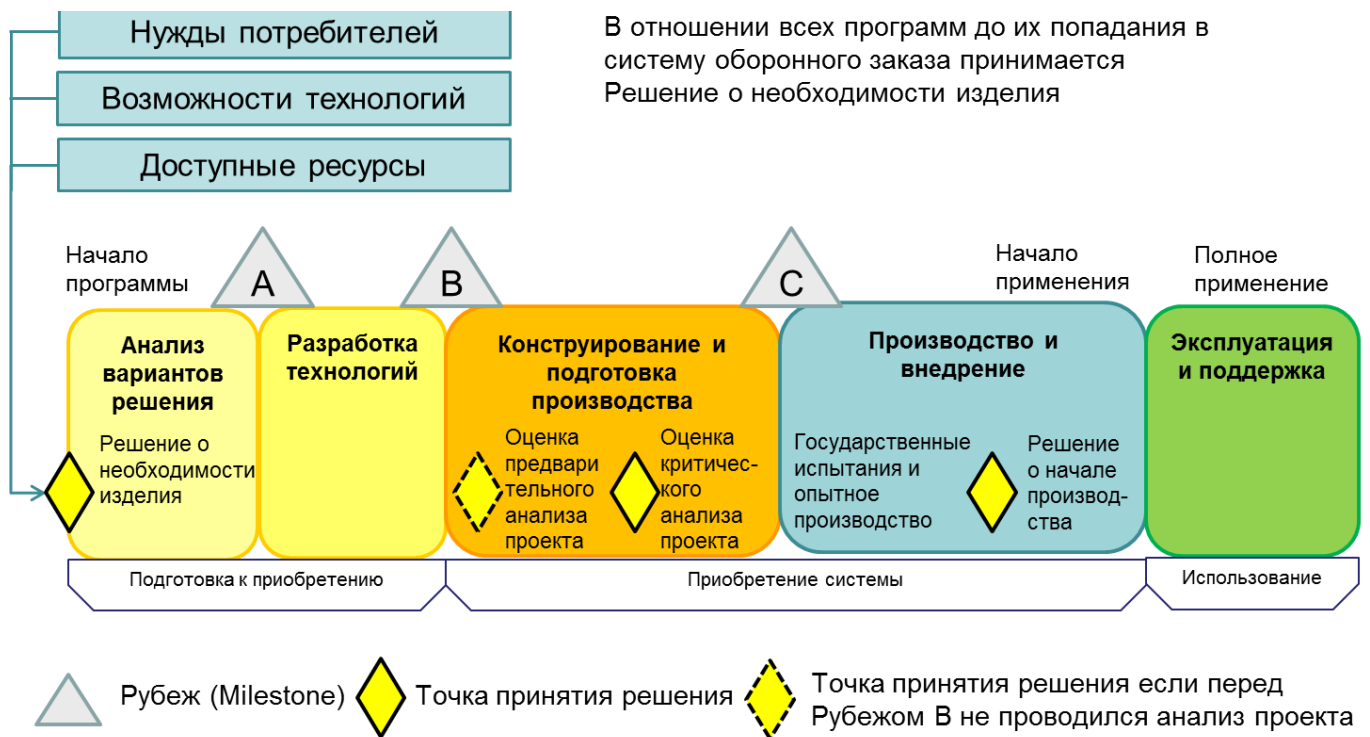 Нужды потребителей
Возможности технологий
Доступные ресурсы
В отношении всех программ до их попадания в
систему оборонного заказа принимается
Решение о необходимости изделия
Начало
программы
A
B
C
Начало
применения
Полное
применение
Анализ
вариантов
решения
Решение о
необходимости
изделия
Разработка
технологий
Конструирование и
подготовка
производства
Оценка
предвари
тельного
анализа
проекта
Оценка
критичес-
кого
анализа
проекта
Производство и
внедрение
Государственные
испытания и
опытное
производство
Решение
о начале
производ-
ства
Эксплуатация
и поддержка
Подготовка к приобретению
Приобретение системы
Использование
Рубеж (Milestone)
Точка принятия решения
Точка принятия решения если перед
Рубежом В не проводился анализ проекта